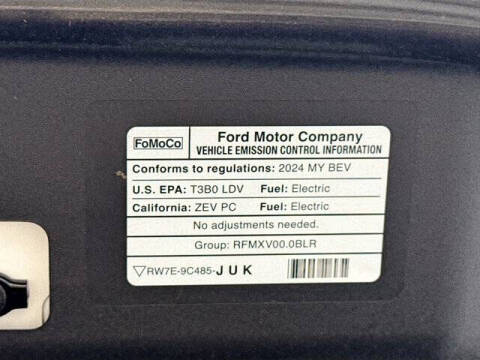 FoMoCo Ford Motor Company
VEHICLE EMISSION CONTROL INFORMATION
Conforms to regulations: 2024 MY BEV
U.S. EPA: T3B0 LDV Fuel: Electric
California: ZEV PC Fuel: Electric
No adjustments needed.
Group: RFMXV00.0BLR
▽RW7E-9C485-JUK